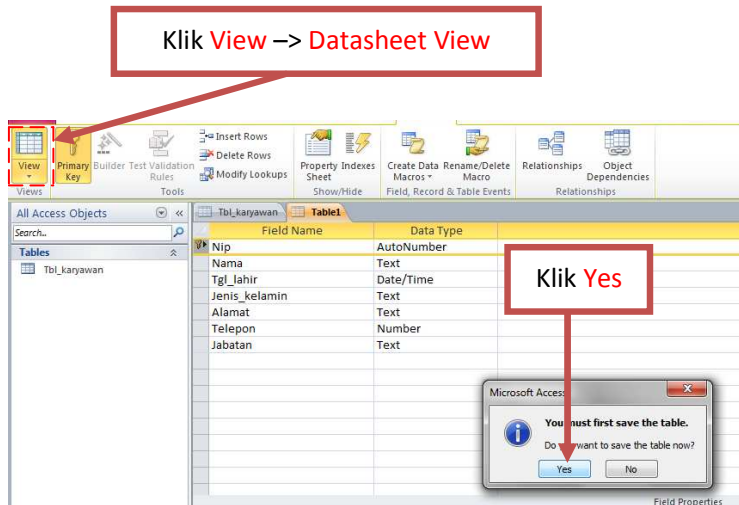 Klik View –> Datasheet View
Insert Rows
Delete Rows
Modify Lookups
View
Primary Key
Builder
Test Validation Rules
Property Sheet
Indexes
Create Data Macros
Rename/Delete Macro
Relationships
Object Dependencies
Views
Tools
Show/Hide
Field, Record & Table Events
Relationships
All Access Objects
Tbl_karyawan
Table1
Search..
Field Name
Data Type
Tables
Tbl_karyawan
Nip AutoNumber
Nama Text
Tgl_lahir Date/Time
Jenis_kelamin Text
Alamat Text
Telepon Number
Jabatan Text
Klik Yes
Microsoft Access
You must first save the table.
Do want to save the table now?
Yes
No
Field Properties